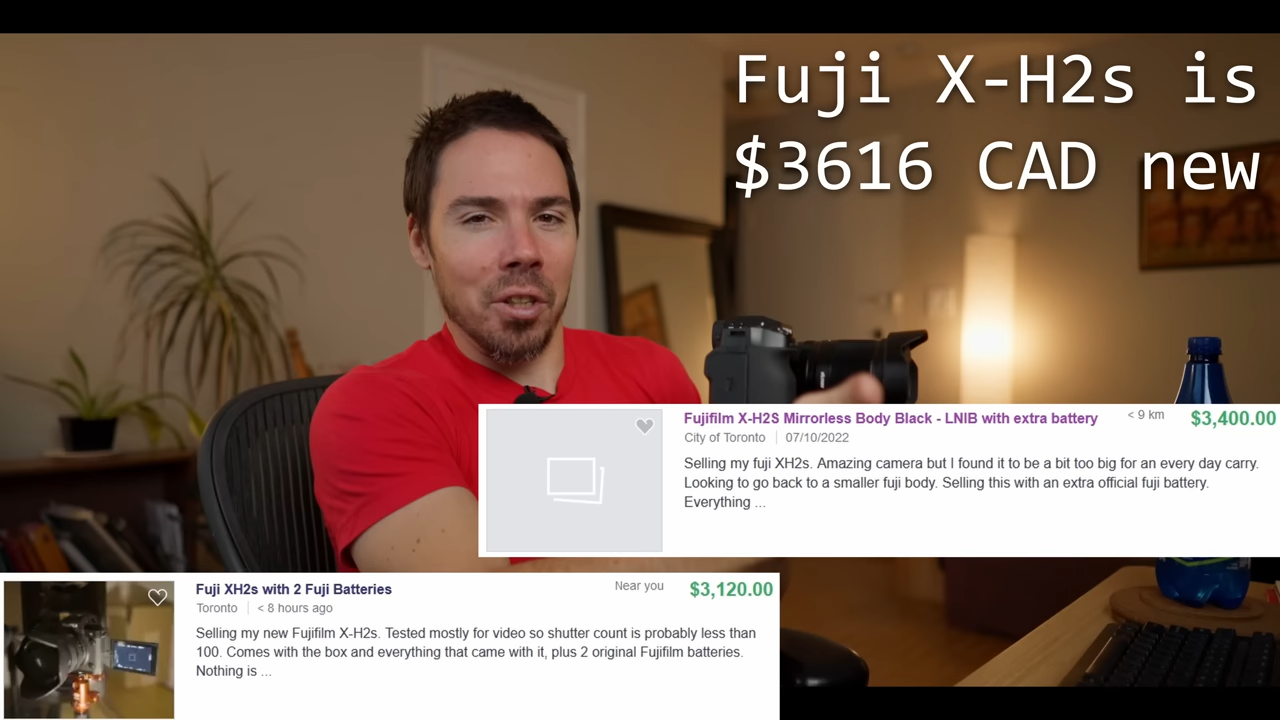 Fuji X-H2s is
$3616 CAD new
Fujifilm X-H2S Mirrorless Body Black - LNIB with extra battery
< 9 km
$3,400.00
City of Toronto | 07/10/2022
Selling my fuji XH2s. Amazing camera but I found it to be a bit too big for an every day carry.
Looking to go back to a smaller fuji body. Selling this with an extra official fuji battery.
Everything ...
Fuji XH2s with 2 Fuji Batteries
Near you
$3,120.00
Toronto | < 8 hours ago
Selling my new Fujifilm X-H2s. Tested mostly for video so shutter count is probably less than
100. Comes with the box and everything that came with it, plus 2 original Fujifilm batteries.
Nothing is ...